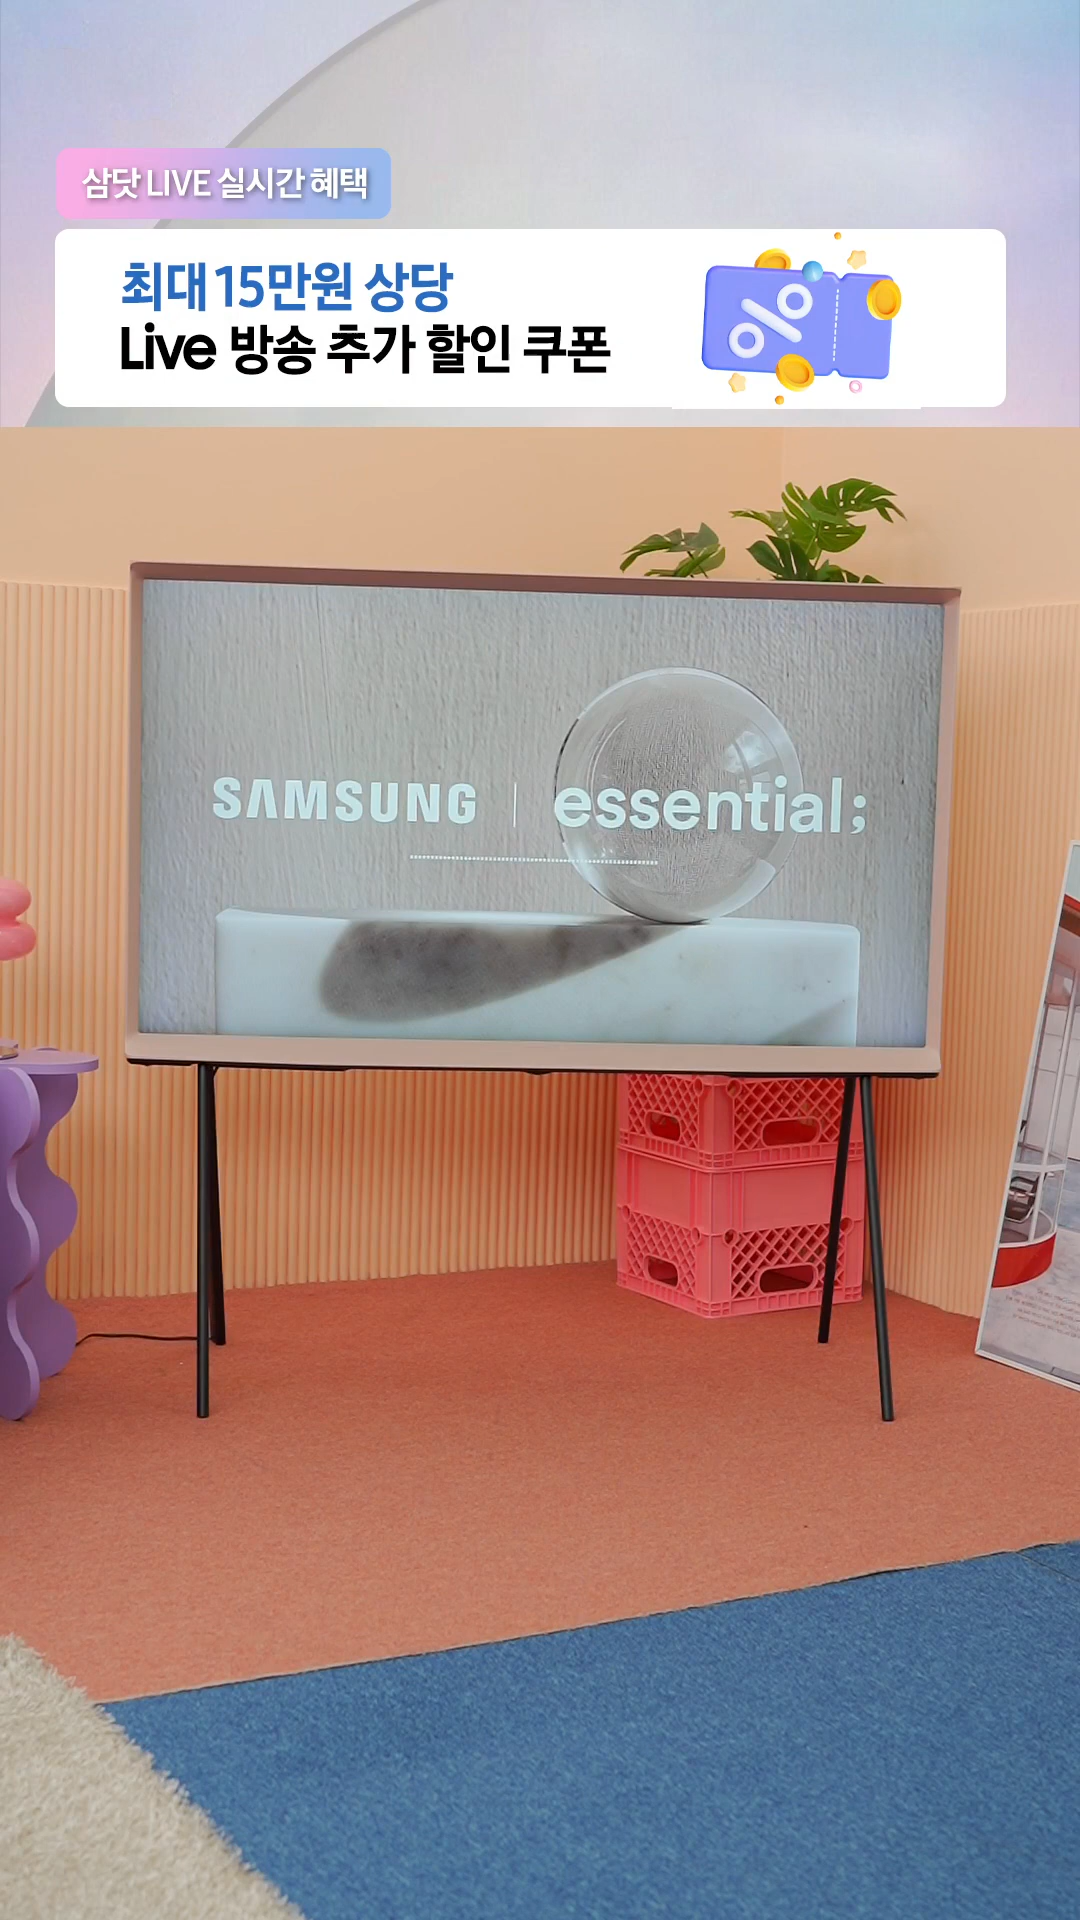 삼닷 LIVE 실시간 혜택
최대 15만원 상당
Live 방송 추가 할인 쿠폰
%
SAMSUNG | essential;